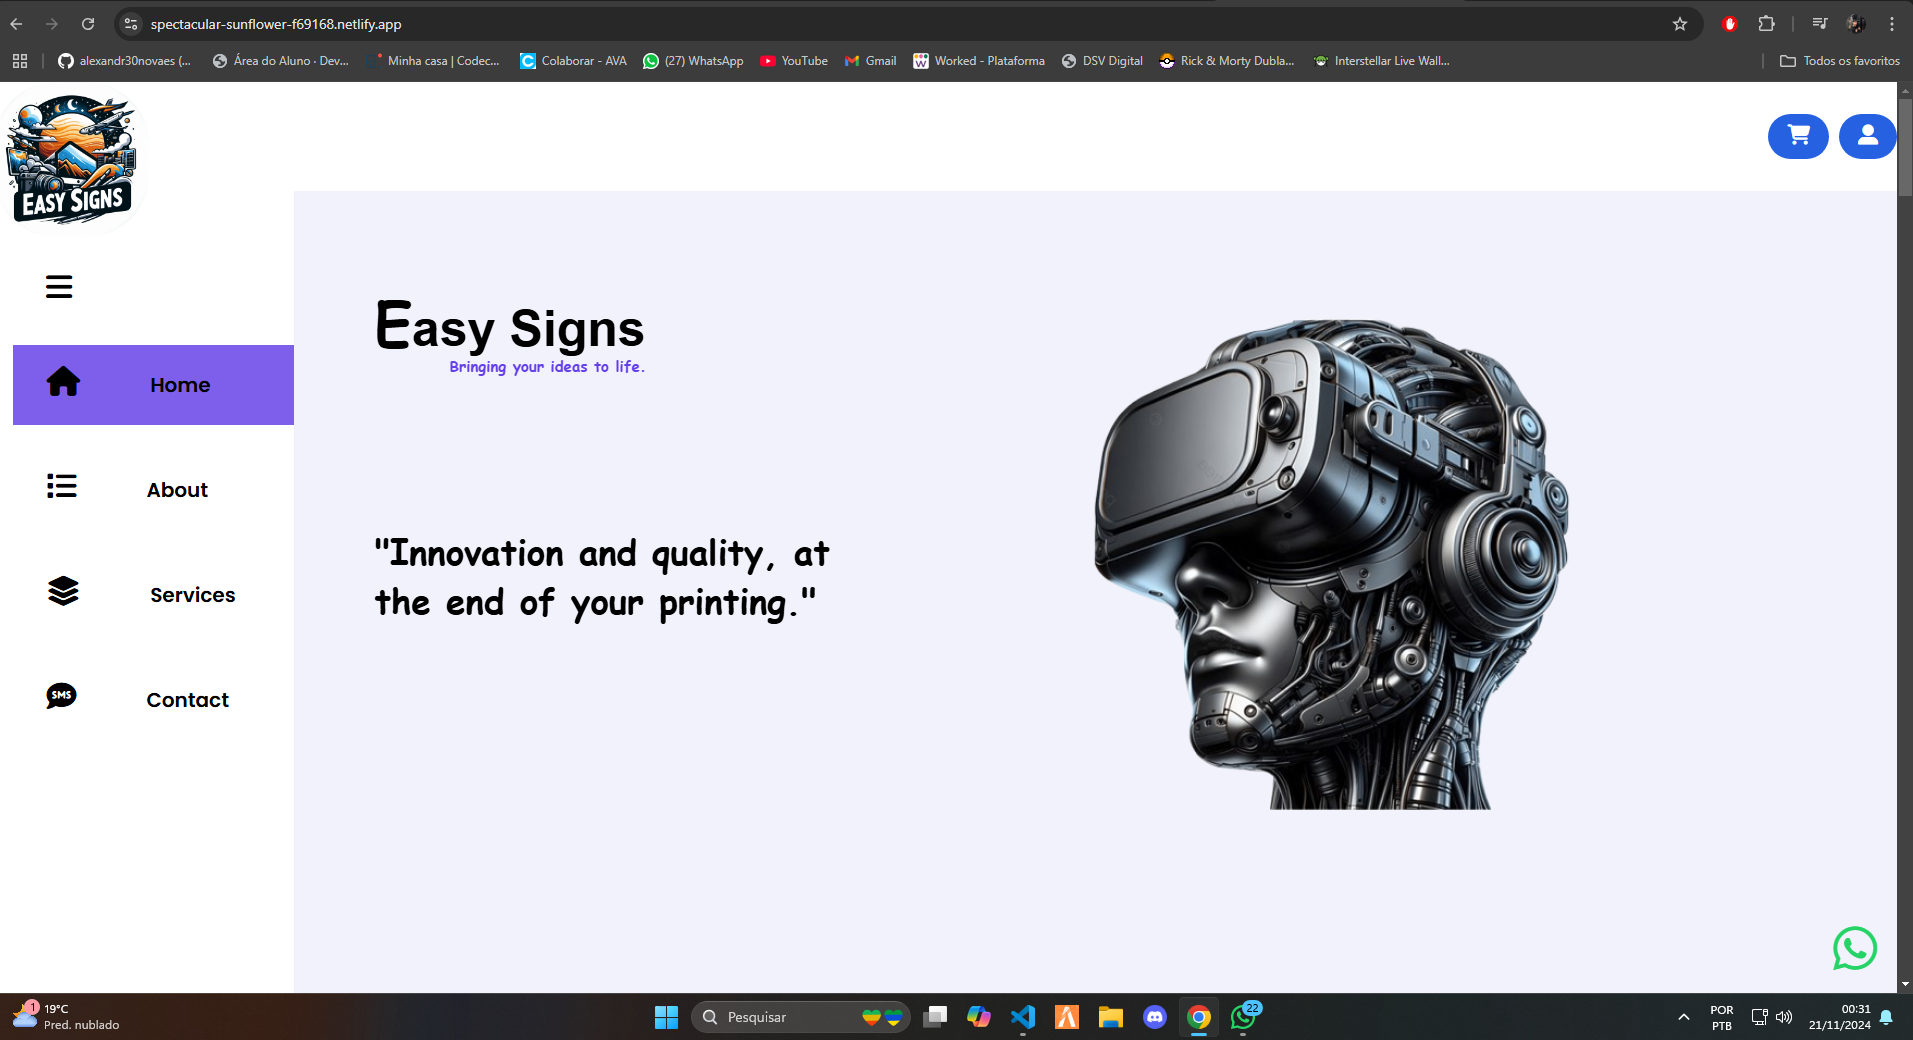 spectacular-sunflower-f69168.netlify.app
alexandr30novaes (...
Área do Aluno · Dev...
Minha casa | Codec...
Colaborar - AVA
(27) WhatsApp
YouTube
Gmail
Worked - Plataforma
DSV Digital
Rick & Morty Dubla...
Interstellar Live Wall...
Todos os favoritos
EASY SIGNS
Easy Signs
Bringing your ideas to life.
Home
About
"Innovation and quality, at
the end of your printing."
Services
SMS
Contact
1
19°C
Pred. nublado
Pesquisar
22
POR
PTB
00:31
21/11/2024